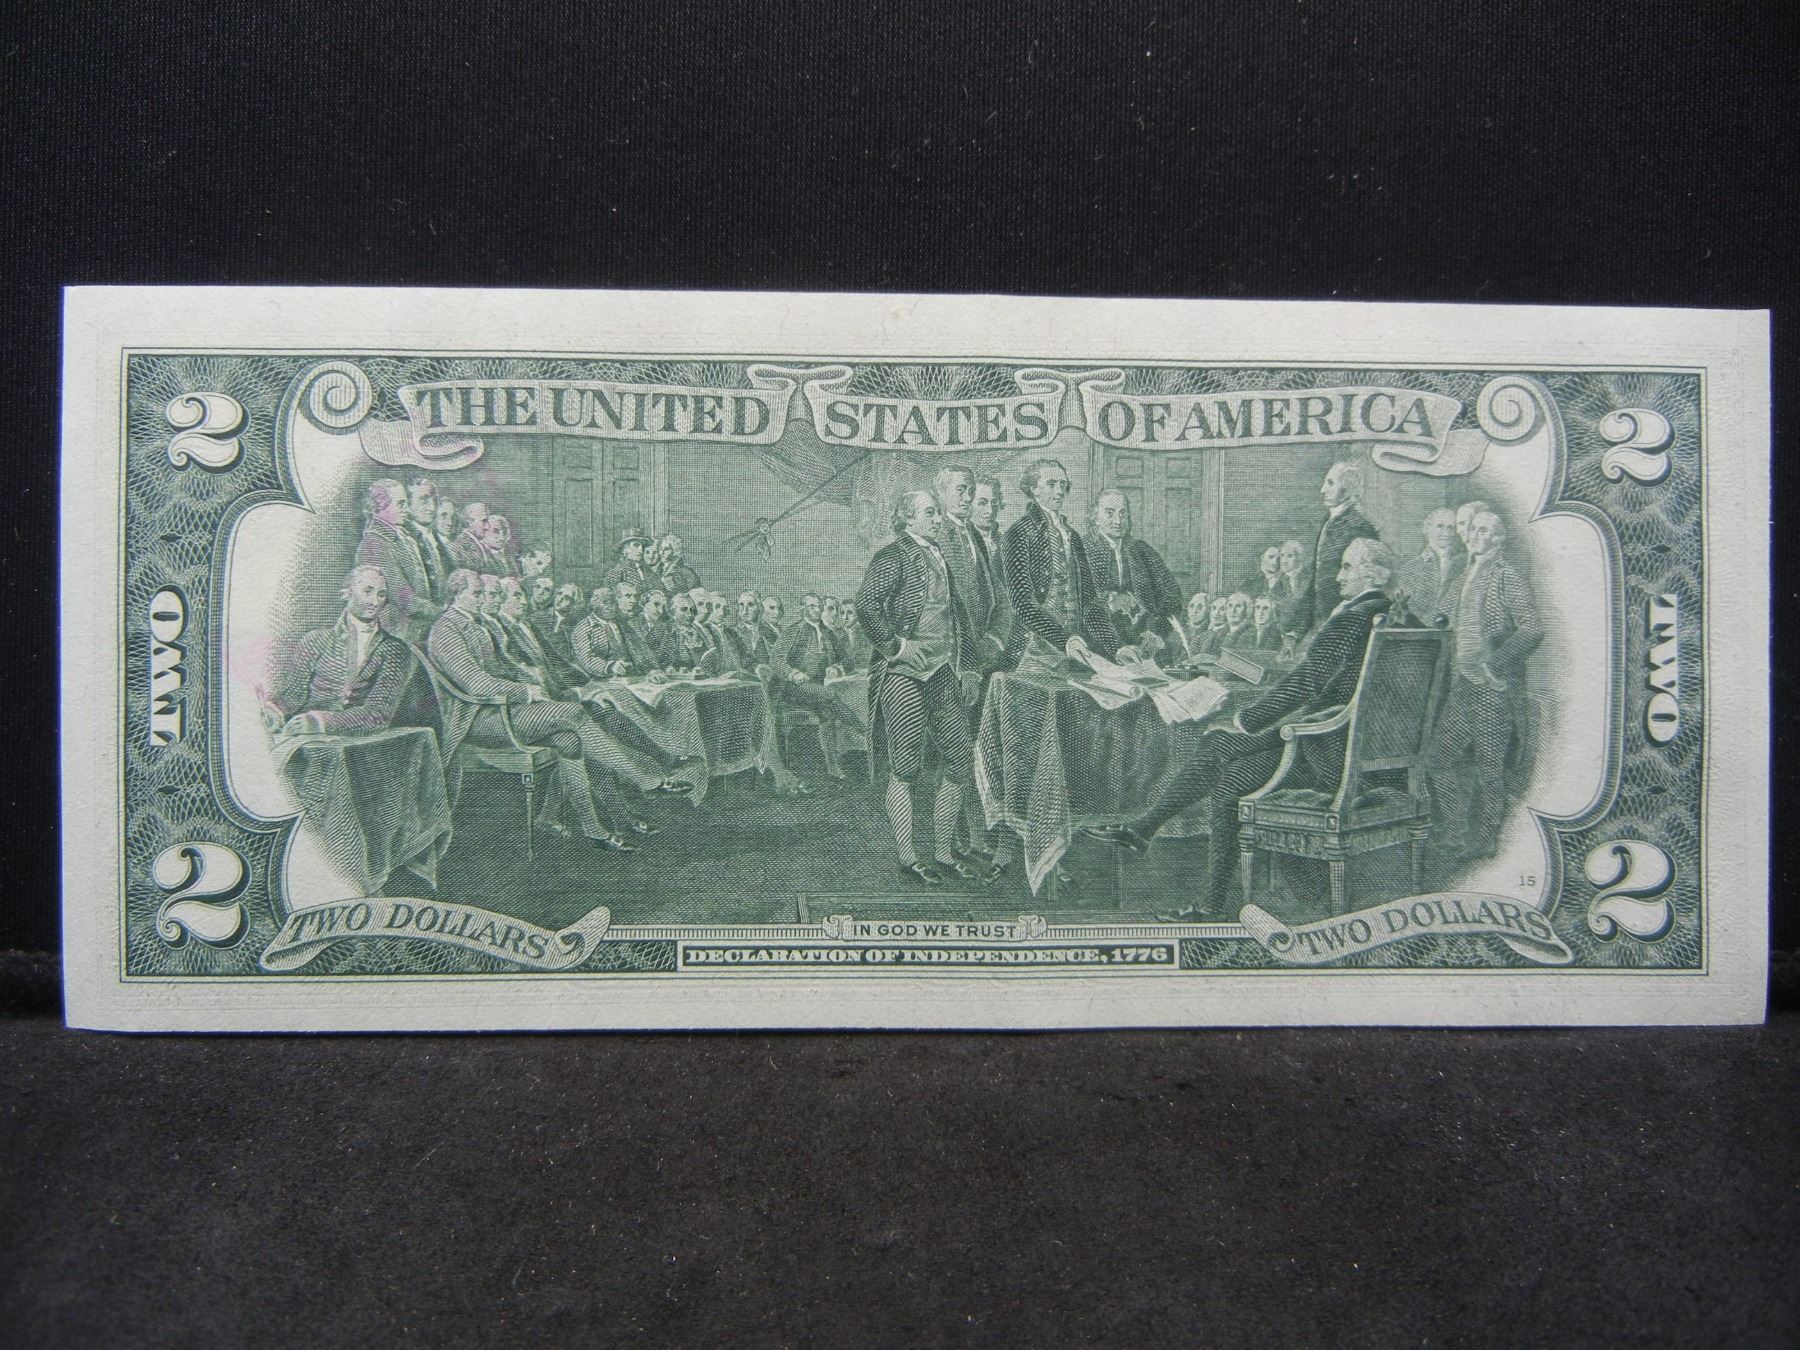 THE UNITED STATES OF AMERICA
2 2
TWO TWO
2 2
15
TWO DOLLARS TWO DOLLARS
IN GOD WE TRUST
DECLARATION OF INDEPENDENCE, 1776